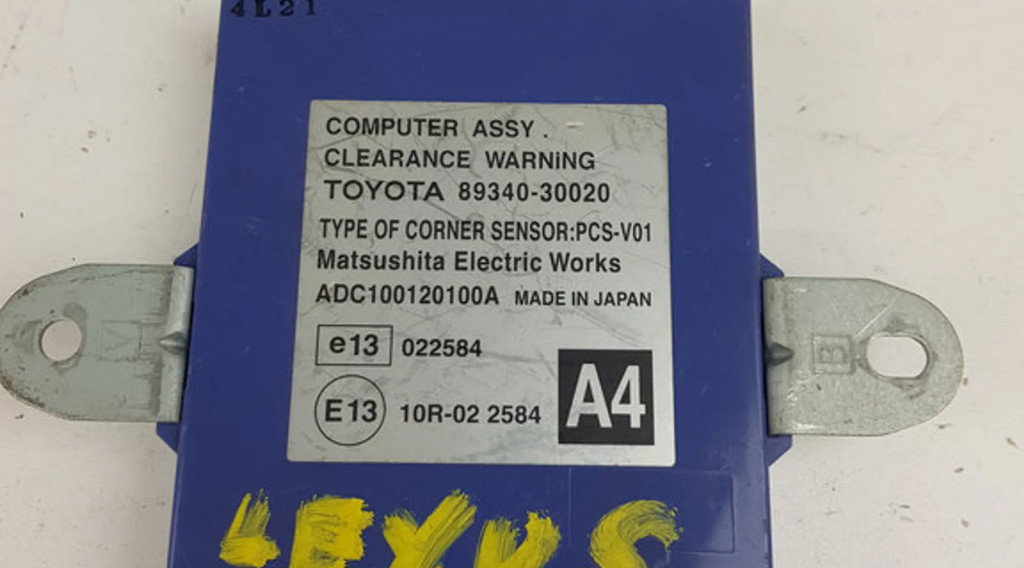 4L21
COMPUTER ASSY.
CLEARANCE WARNiNG
TOYOTA 89340-30020
TYPE OF CORNER SENSOR:PCS-V01
Matsushita Electric Works
ADC100120100A MADE IN JAPAN
e13 022584
E13 10R-02 2584
A4
A
B
LEXUS